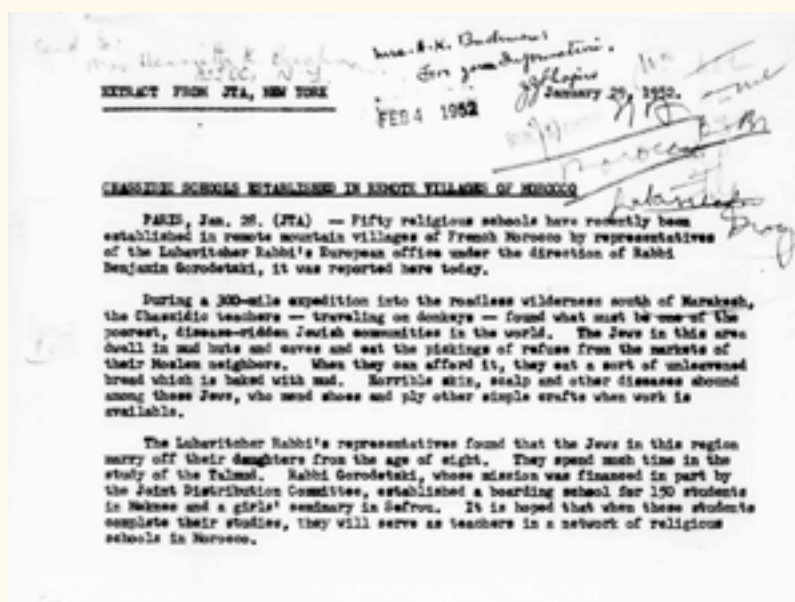 Send to:
Mrs. A.K. Buchman
For your Information.
EXTRACT FROM JTA, NEW YORK
January 29, 1952.
FEB 4 1952
Morocco
CHASSIDIC SCHOOLS ESTABLISHED IN REMOTE VILLAGES OF MOROCCO
PARIS, Jan. 28. (JTA) — Fifty religious schools have recently been
established in remote mountain villages of French Morocco by representatives
of the Lubavitcher Rabbi's European office under the direction of Rabbi
Benjamin Gorodetski, it was reported here today.
During a 300-mile expedition into the roadless wilderness south of Marakesh,
the Chassidic teachers — traveling on donkeys — found what must be one of the
poorest, disease-ridden Jewish communities in the world. The Jews in this area
dwell in mud huts and caves and eat the pickings of refuse from the markets of
their Moslem neighbors. When they can afford it, they eat a sort of unleavened
bread which is baked with mud. Horrible skin, scalp and other diseases abound
among these Jews, who mend shoes and ply other simple crafts when work is
available.
The Lubavitcher Rabbi's representatives found that the Jews in this region
marry off their daughters from the age of eight. They spend much time in the
study of the Talmud. Rabbi Gorodetski, whose mission was financed in part by
the Joint Distribution Committee, established a boarding school for 150 students
in Meknes and a girls' seminary in Sefrou. It is hoped that when these students
complete their studies, they will serve as teachers in a network of religious
schools in Morocco.